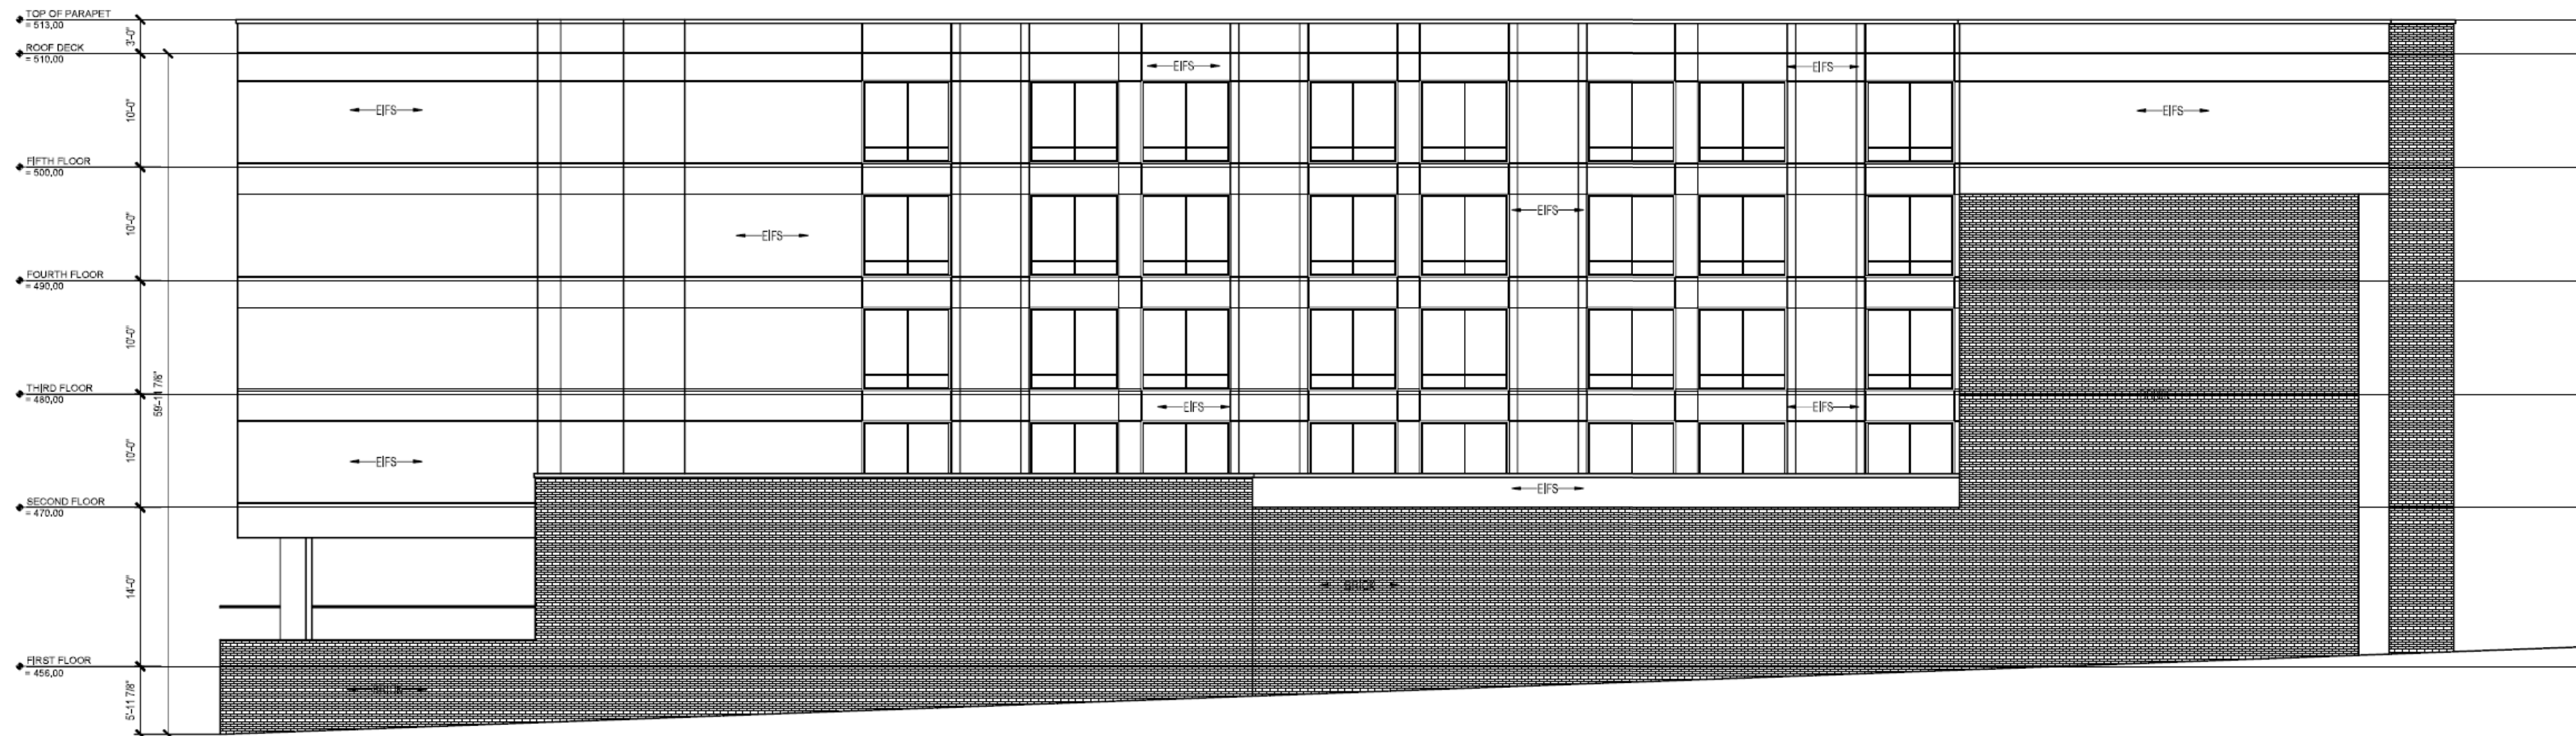 TOP OF PARAPET
= 513.00
3'-0"
ROOF DECK
= 510.00
EIFS
EIFS
10'-0"
EIFS
EIFS
FIFTH FLOOR
= 500.00
10'-0"
EIFS
EIFS
FOURTH FLOOR
= 490.00
10'-0"
THIRD FLOOR
= 480.00
59'-11 7/8"
EIFS
EIFS
10'-0"
EIFS
EIFS
SECOND FLOOR
= 470.00
14'-0"
BRICK
FIRST FLOOR
= 456.00
BRICK
5'-11 7/8"